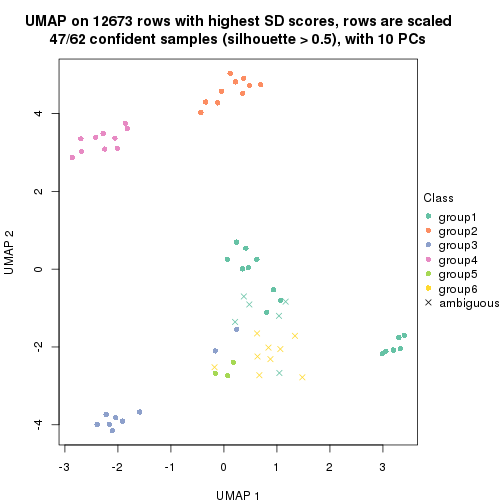 UMAP on 12673 rows with highest SD scores, rows are scaled
47/62 confident samples (silhouette > 0.5), with 10 PCs
4
2
0
-2
-4
UMAP 2
-3
-2
-1
0
1
2
3
UMAP 1
Class
group1
group2
group3
group4
group5
group6
ambiguous